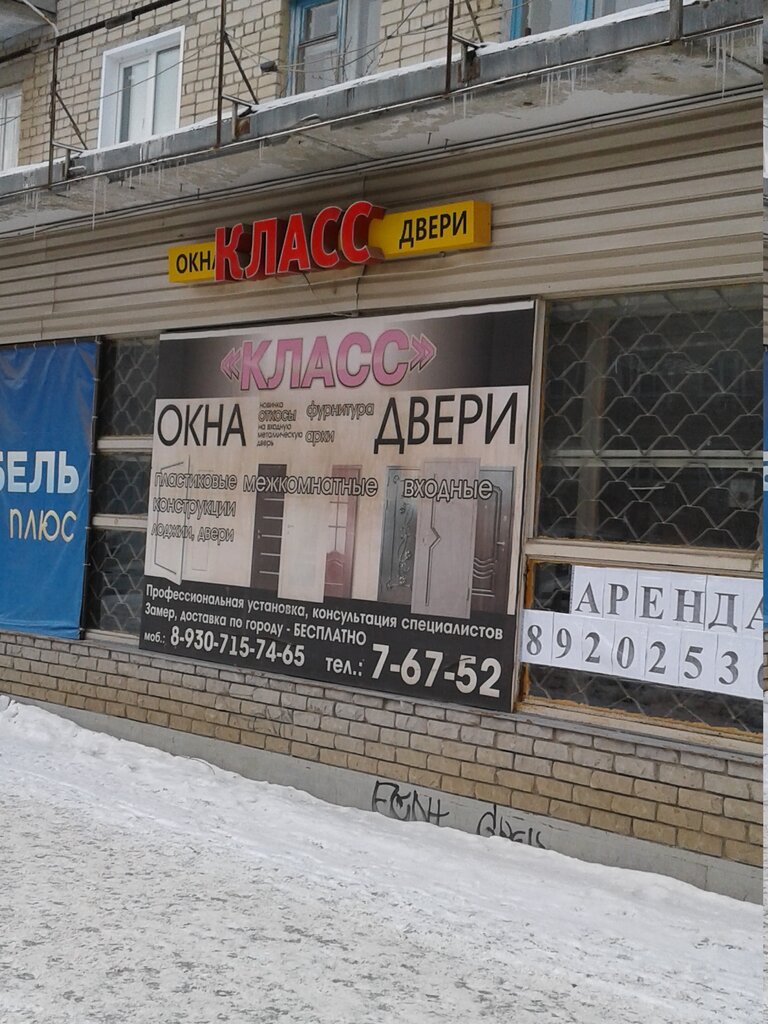 ОКНА КЛАСС ДВЕРИ
«КЛАСС»
ОКНА
новинка
откосы
на входную
металлическую
дверь
фурнитура
арки
ДВЕРИ
пластиковые
конструкции
лоджии, двери
межкомнатные
входные
Профессиональная установка, консультация специалистов
Замер, доставка по городу - БЕСПЛАТНО
моб.: 8-930-715-74-65 тел.: 7-67-52
БЕЛЬ
ПЛЮС
АРЕНДА
8920253